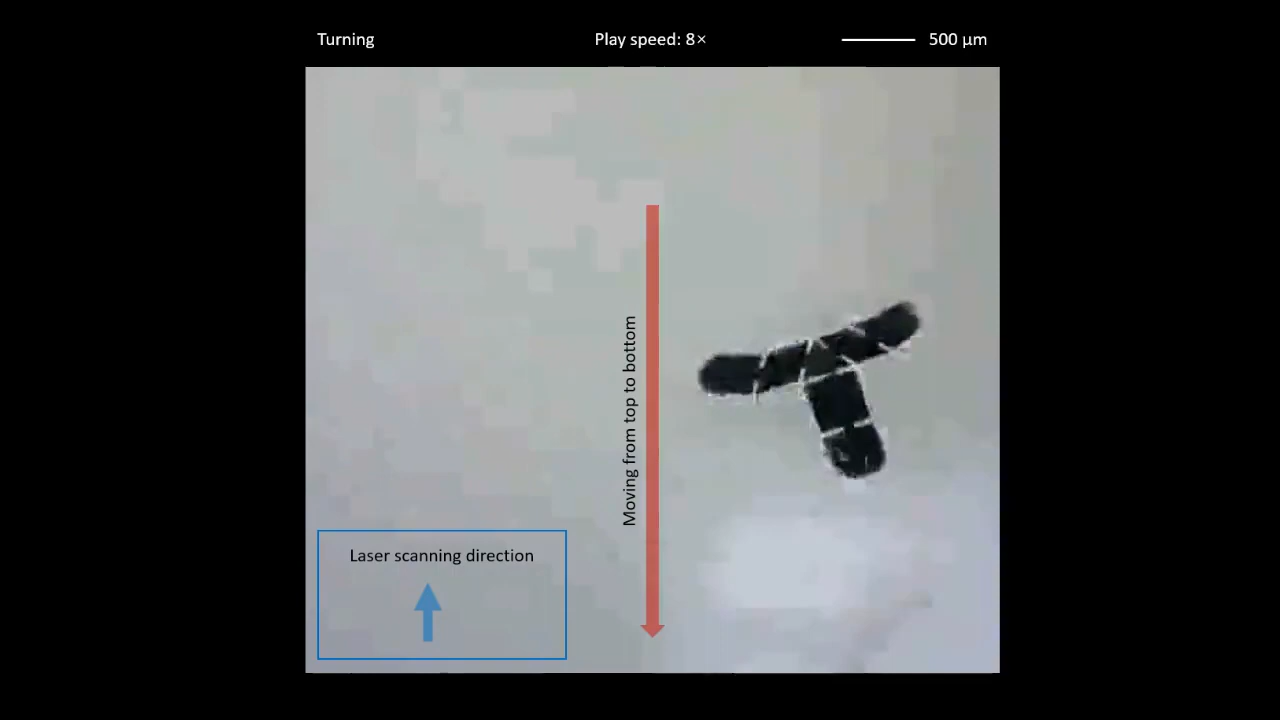 Turning
Play speed: 8×
500 µm
Moving from top to bottom
Laser scanning direction